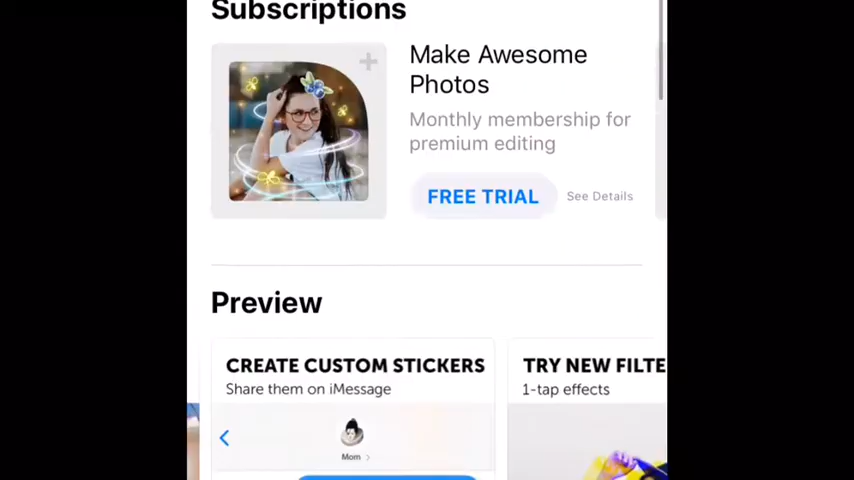 Subscriptions
Make Awesome
Photos
Monthly membership for
premium editing
FREE TRIAL
See Details
Preview
CREATE CUSTOM STICKERS
Share them on iMessage
Mom
TRY NEW FILTE
1-tap effects